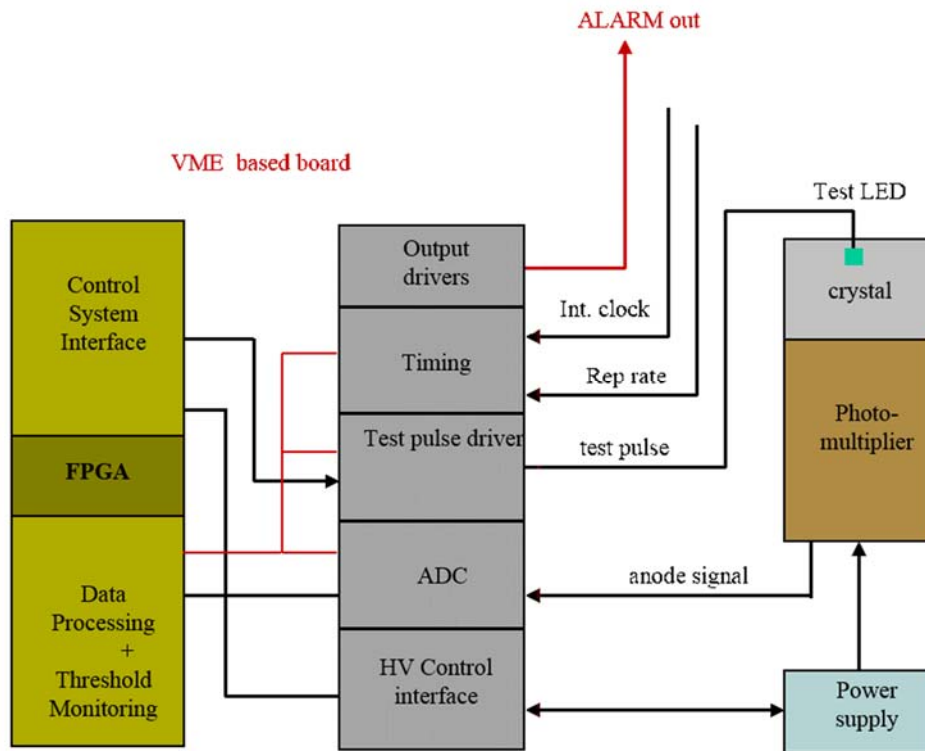 ALARM out
VME  based board
Test LED
Control
System
Interface
FPGA
Data
Processing
+
Threshold
Monitoring
Output
drivers
Timing
Test pulse driver
ADC
HV Control
interface
Int. clock
Rep rate
test pulse
anode signal
crystal
Photo-
multiplier
Power
supply